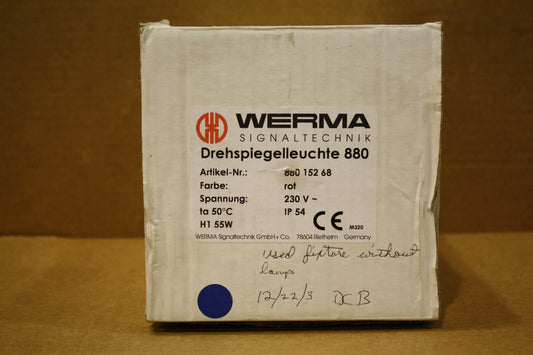 WERMA
SIGNALTECHNIK
Drehspiegelleuchte 880
Artikel-Nr.: 880 152 68
Farbe: rot
Spannung: 230 V ~
ta 50°C IP 54
H1 55W CE M320
WERMA Signaltechnik GmbH + Co. 78604 Rietheim Germany
used fixture without
lamp
12/22/3 DCB